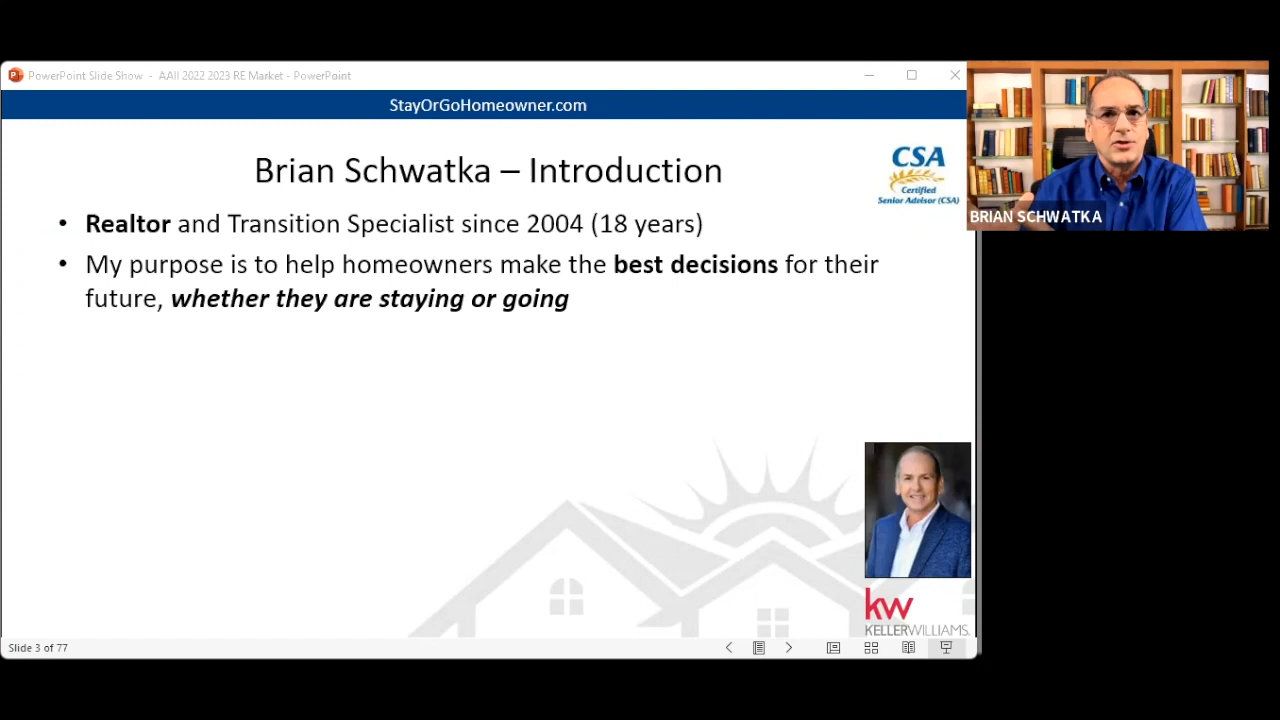 PowerPoint Slide Show - AAII 2022 2023 RE Market - PowerPoint
StayOrGoHomeowner.com
Brian Schwatka – Introduction
CSA
Certified
Senior Advisor (CSA)
BRIAN SCHWATKA
• Realtor and Transition Specialist since 2004 (18 years)
• My purpose is to help homeowners make the best decisions for their
future, whether they are staying or going
kw
KELLERWILLIAMS.
Slide 3 of 77